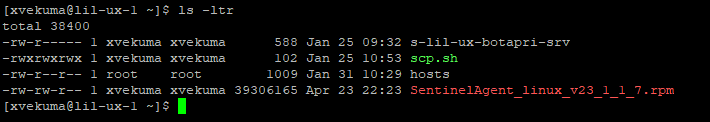 [xvekuma@lil-ux-1 ~]$ ls -ltr
total 38400
-rw-r----- 1 xvekuma xvekuma      588 Jan 25 09:32 s-lil-ux-botapri-srv
-rwxrwxrwx 1 xvekuma xvekuma      102 Jan 25 10:53 scp.sh
-rw-r--r-- 1 root    root        1009 Jan 31 10:29 hosts
-rw-rw-r-- 1 xvekuma xvekuma 39306165 Apr 23 22:23 SentinelAgent_linux_v23_1_1_7.rpm
[xvekuma@lil-ux-1 ~]$